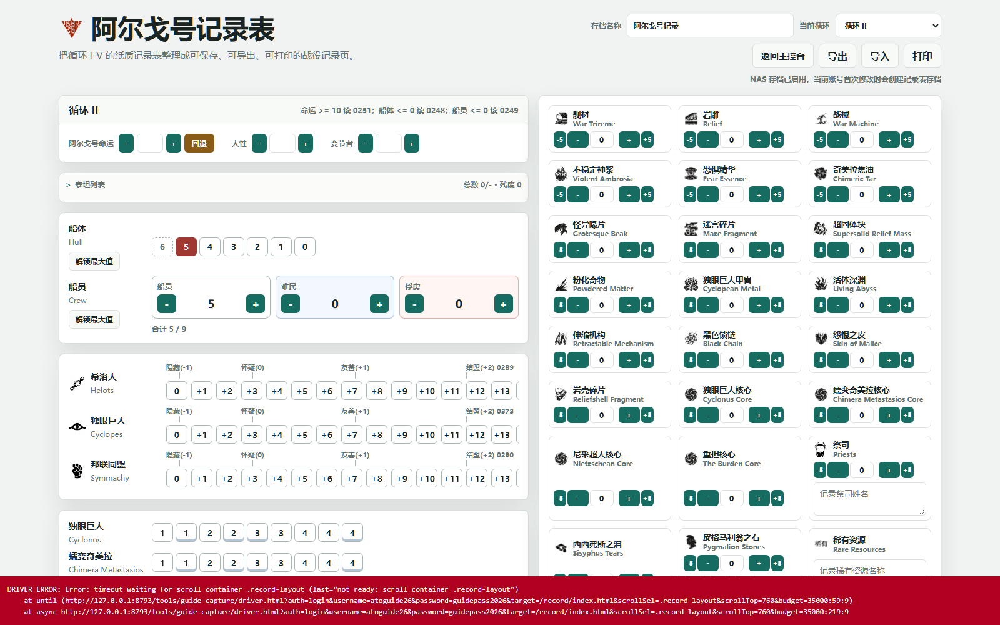 阿尔戈号记录表
把循环 I-V 的纸质记录表整理成可保存、可导出、可打印的战役记录页。
存档名称 阿尔戈号记录 当前循环 循环 II
返回主控台 导出 导入 打印
NAS 存档已启用，当前账号首次修改时会创建记录表存档
循环 II 命运 >= 10 读 0251；船体 <= 0 读 0248；船员 <= 0 读 0249
阿尔戈号命运 - + 回退 人性 - + 变节者 - +
> 泰坦列表 总数 0/- • 残废 0
船体
Hull
解锁最大值
6 5 4 3 2 1 0
船员
Crew
解锁最大值
船员 难民 俘虏
- 5 + - 0 + - 0 +
合计 5 / 9
隐蔽(-1) 怀疑(0) 友善(+1) 结盟(+2) 0289
希洛人
Helots
0 +1 +2 +3 +4 +5 +6 +7 +8 +9 +10 +11 +12 +13
隐蔽(-1) 怀疑(0) 友善(+1) 结盟(+2) 0373
独眼巨人
Cyclopes
0 +1 +2 +3 +4 +5 +6 +7 +8 +9 +10 +11 +12 +13
隐蔽(-1) 怀疑(0) 友善(+1) 结盟(+2) 0290
邦联同盟
Symmachy
0 +1 +2 +3 +4 +5 +6 +7 +8 +9 +10 +11 +12 +13
独眼巨人
Cyclonus
1 1 2 2 3 3 4 4 4
蠕变奇美拉
Chimera Metastasios
1 1 2 2 3 3 4 4 4
舰材 岩雕 战械
War Trireme Relief War Machine
-5 - 0 + +5 -5 - 0 + +5 -5 - 0 + +5
不稳定神浆 恐惧精华 奇美拉焦油
Violent Ambrosia Fear Essence Chimeric Tar
-5 - 0 + +5 -5 - 0 + +5 -5 - 0 + +5
怪异喙片 迷宫碎片 超固体块
Grotesque Beak Maze Fragment Supersolid Relief Mass
-5 - 0 + +5 -5 - 0 + +5 -5 - 0 + +5
粉化奇物 独眼巨人甲胄 活体深渊
Powdered Matter Cyclopean Metal Living Abyss
-5 - 0 + +5 -5 - 0 + +5 -5 - 0 + +5
伸缩机构 黑色锁链 怨恨之皮
Retractable Mechanism Black Chain Skin of Malice
-5 - 0 + +5 -5 - 0 + +5 -5 - 0 + +5
岩壳碎片 独眼巨人核心 蠕变奇美拉核心
Reliefshell Fragment Cyclonus Core Chimera Metastasios Core
-5 - 0 + +5 -5 - 0 + +5 -5 - 0 + +5
尼采超人核心 重担核心 祭司
Nietzschean Core The Burden Core Priests
-5 - 0 + +5 -5 - 0 + +5 -5 - 0 + +5
记录祭司姓名
西西弗斯之泪 皮格马利翁之石 稀有 稀有资源
Sisyphus Tears Pygmalion Stones Rare Resources
-5 - 0 + +5
记录稀有资源名称
DRIVER ERROR: Error: timeout waiting for scroll container .record-layout (last="not ready: scroll container .record-layout")
at until (http://127.0.0.1:8793/tools/guide-capture/driver.html?auth=login&username=atoguide26&password=guidepass2026&target=/record/index.html&scrollSel=.record-layout&scrollTop=760&budget=35000:59:9)
at async http://127.0.0.1:8793/tools/guide-capture/driver.html?auth=login&username=atoguide26&password=guidepass2026&target=/record/index.html&scrollSel=.record-layout&scrollTop=760&budget=35000:219:9